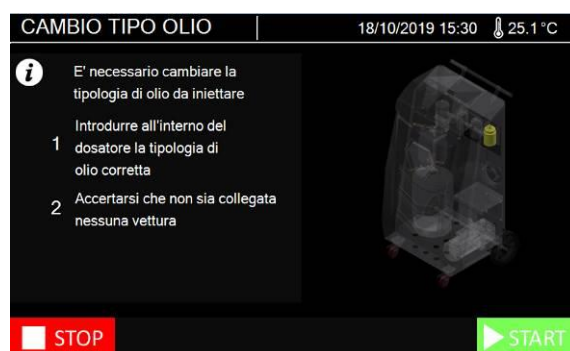 CAMBIO TIPO OLIO
18/10/2019 15:30
25.1°C
E' necessario cambiare la
tipologia di olio da iniettare
1
Introdurre all'interno del
dosatore la tipologia di
olio corretta
2
Accertarsi che non sia collegata
nessuna vettura
STOP
START